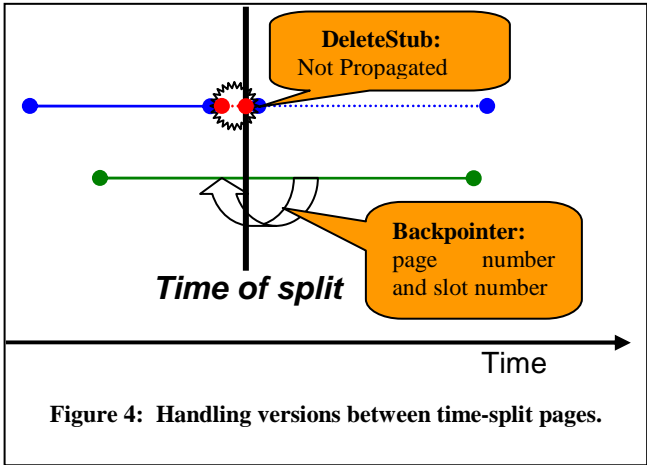 DeleteStub:
Not Propagated
Backpointer:
page number
and slot number
Time of split
Time
Figure 4: Handling versions between time-split pages.